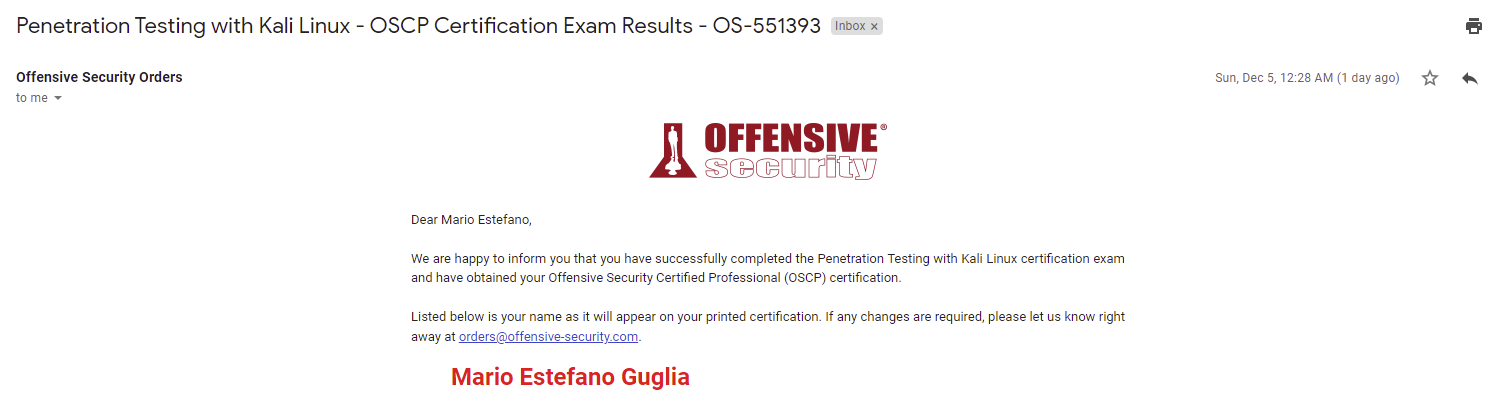 Penetration Testing with Kali Linux - OSCP Certification Exam Results - OS-551393 Inbox ×
Offensive Security Orders Sun, Dec 5, 12:28 AM (1 day ago)
to me
OFFENSIVE®
security
Dear Mario Estefano,
We are happy to inform you that you have successfully completed the Penetration Testing with Kali Linux certification exam
and have obtained your Offensive Security Certified Professional (OSCP) certification.
Listed below is your name as it will appear on your printed certification. If any changes are required, please let us know right
away at orders@offensive-security.com.
Mario Estefano Guglia